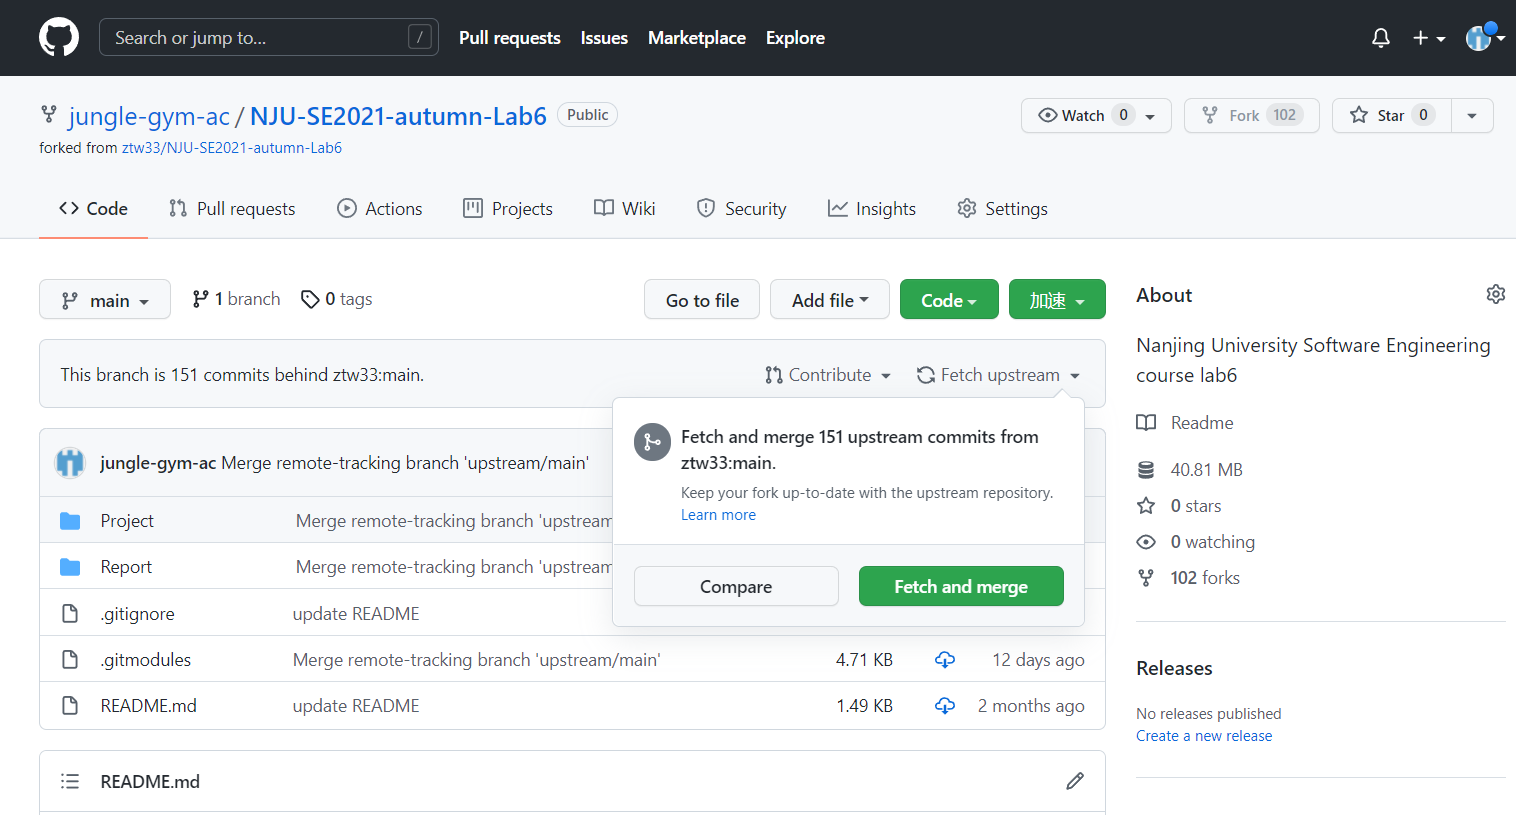 Search or jump to...
/
Pull requests
Issues
Marketplace
Explore
jungle-gym-ac / NJU-SE2021-autumn-Lab6
Public
forked from ztw33/NJU-SE2021-autumn-Lab6
Watch 0
Fork 102
Star 0
Code
Pull requests
Actions
Projects
Wiki
Security
Insights
Settings
main
1 branch
0 tags
Go to file
Add file
Code
加速
This branch is 151 commits behind ztw33:main.
Contribute
Fetch upstream
Fetch and merge 151 upstream commits from
ztw33:main.
Keep your fork up-to-date with the upstream repository.
Learn more
Compare
Fetch and merge
jungle-gym-ac Merge remote-tracking branch 'upstream/main'
Project
Merge remote-tracking branch 'upstream
Report
Merge remote-tracking branch 'upstream
.gitignore
update README
.gitmodules
Merge remote-tracking branch 'upstream/main'
4.71 KB
12 days ago
README.md
update README
1.49 KB
2 months ago
README.md
About
Nanjing University Software Engineering
course lab6
Readme
40.81 MB
0 stars
0 watching
102 forks
Releases
No releases published
Create a new release